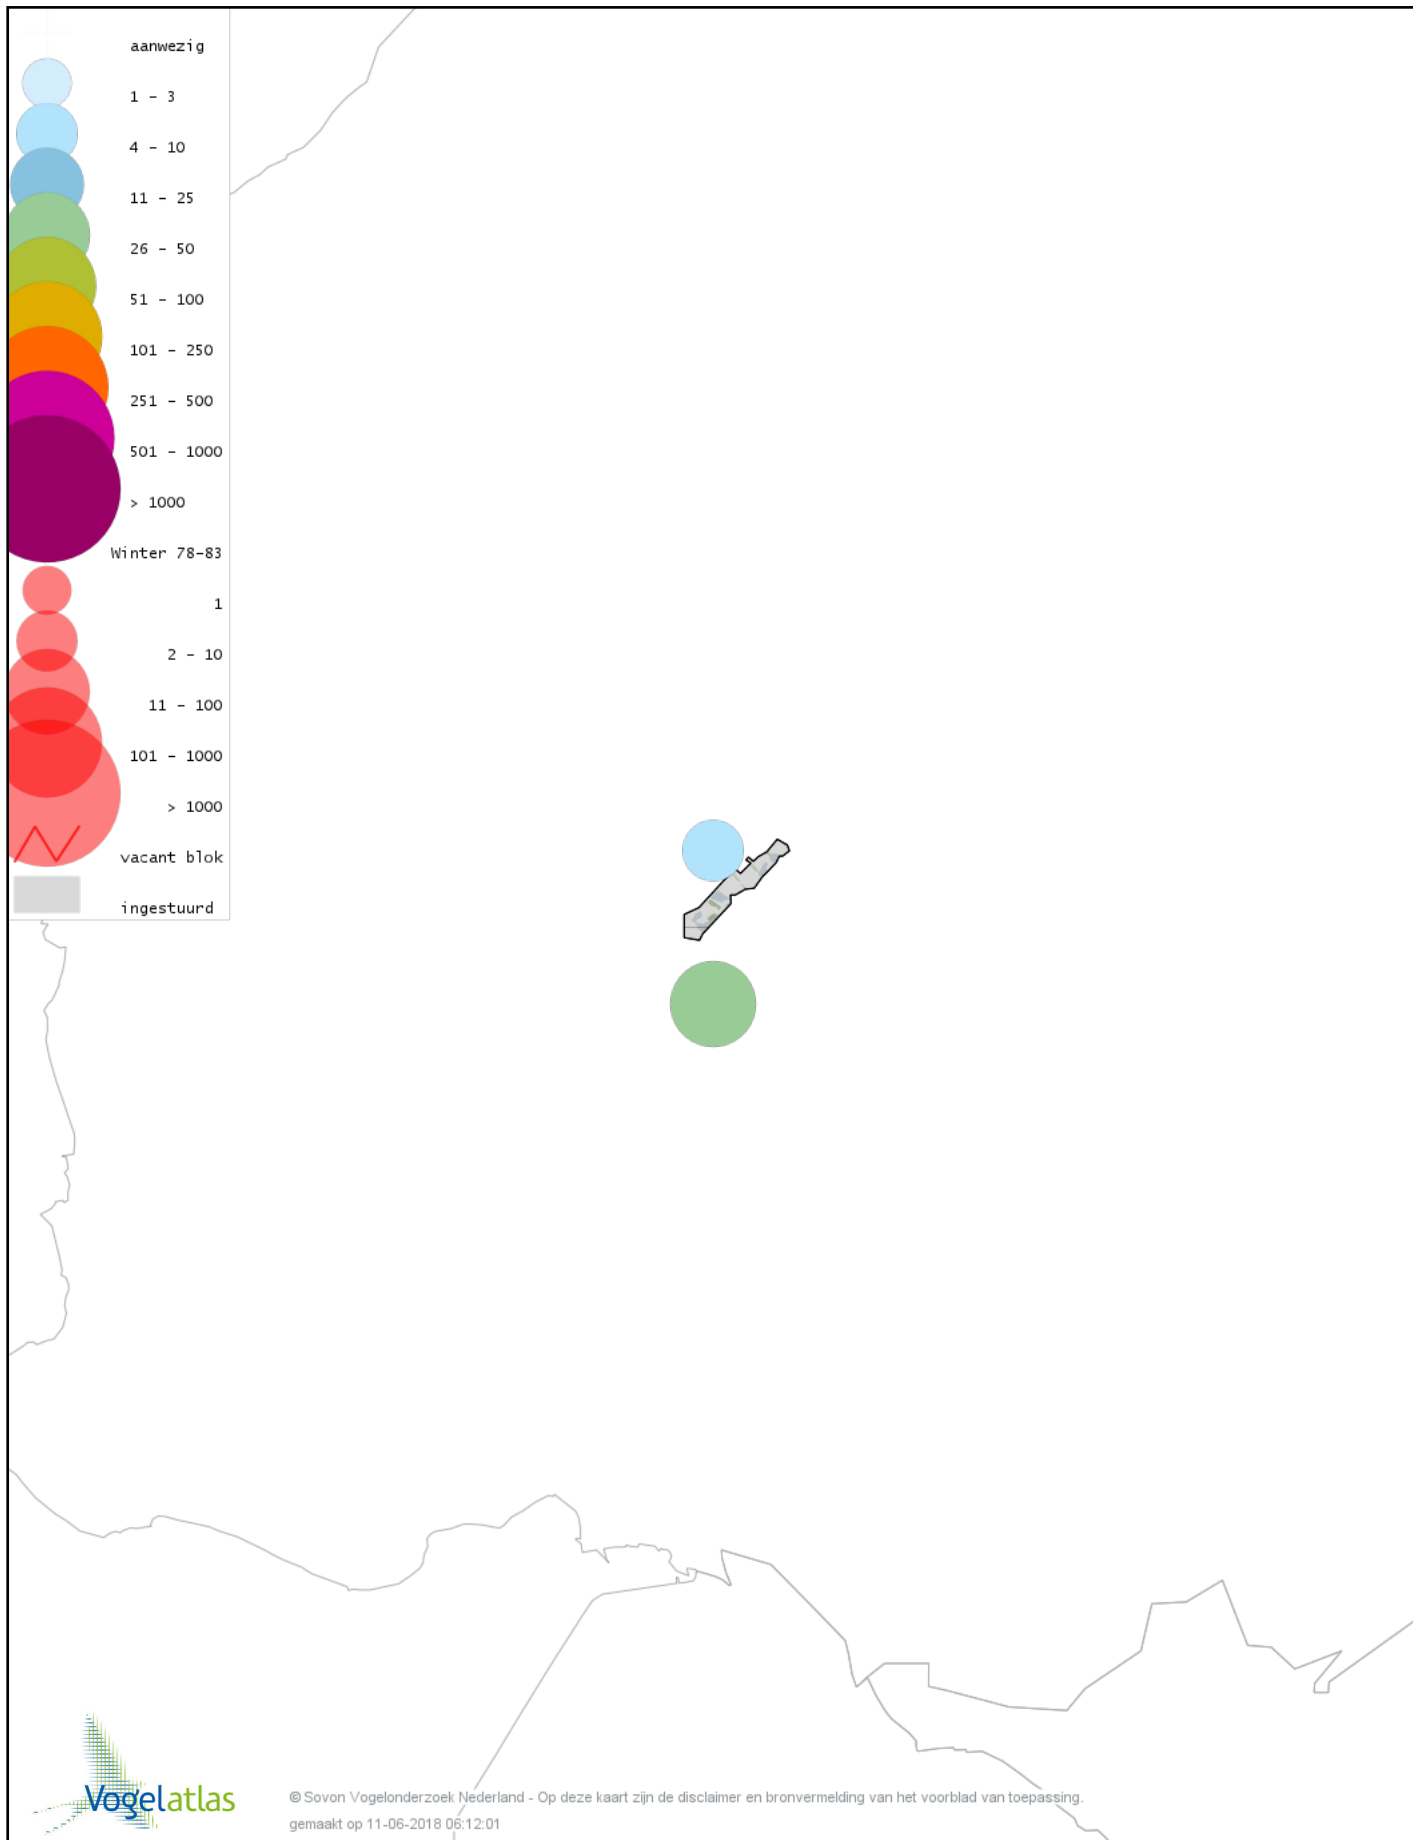 aanwezig
1 - 3
4 - 10
11 - 25
26 - 50
51 - 100
101 - 250
251 - 500
501 - 1000
> 1000
Winter 78-83
1
2 - 10
11 - 100
101 - 1000
> 1000
vacant blok
ingestuurd
Vogelatlas
© Sovon Vogelonderzoek Nederland - Op deze kaart zijn de disclaimer en bronvermelding van het voorblad van toepassing.
gemaakt op 11-06-2018 06:12:01